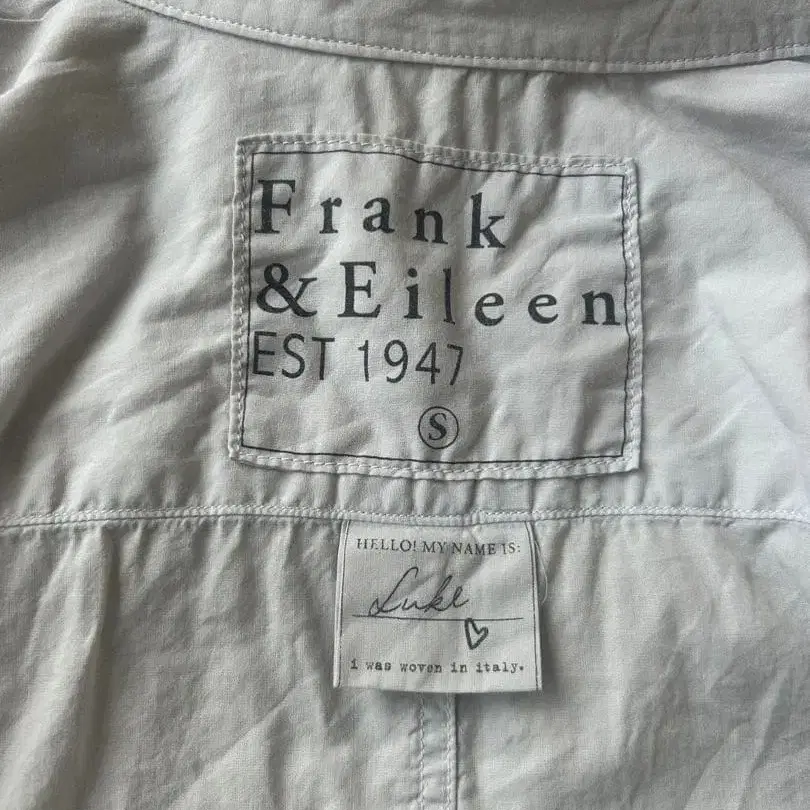 Frank
& Eileen
EST 1947
S
HELLO! MY NAME IS:
Luke
i was woven in italy.